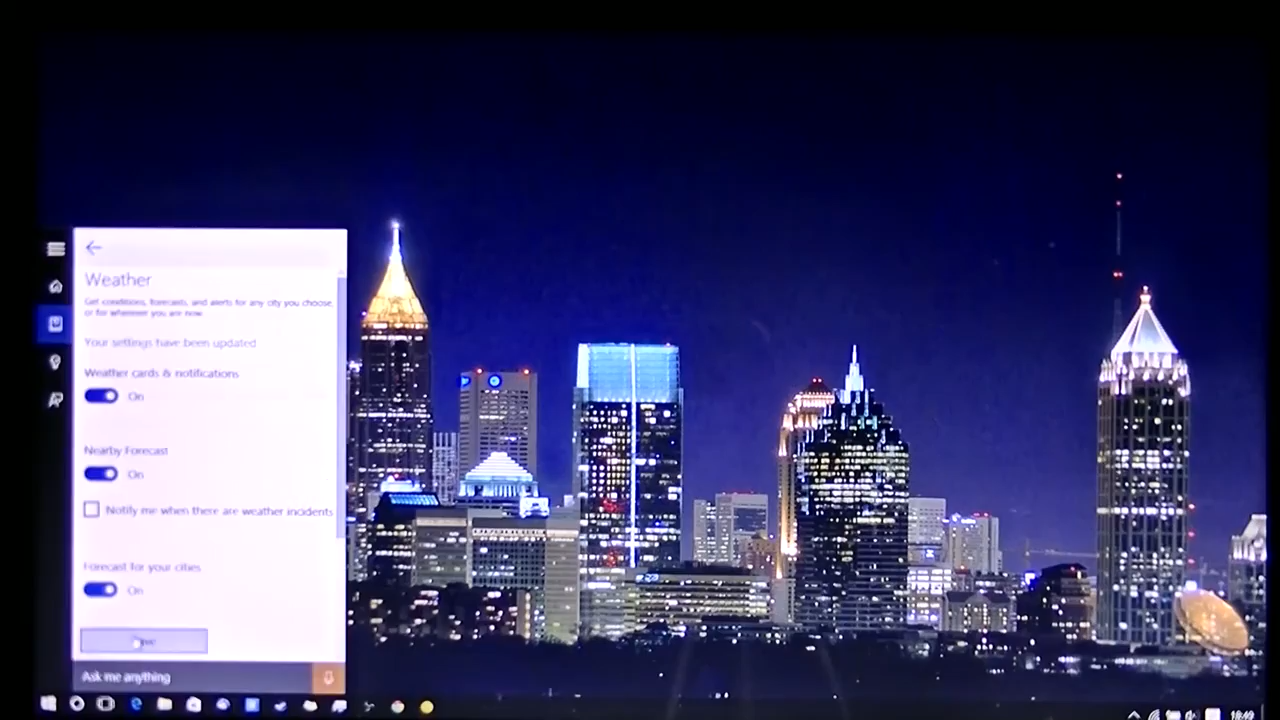 Weather
Get conditions, forecasts, and alerts for any city you choose,
or for wherever you are now.
Your settings have been updated
Weather cards & notifications
On
Nearby Forecast
On
Notify me when there are weather incidents
Forecast for your cities
On
Ask me anything